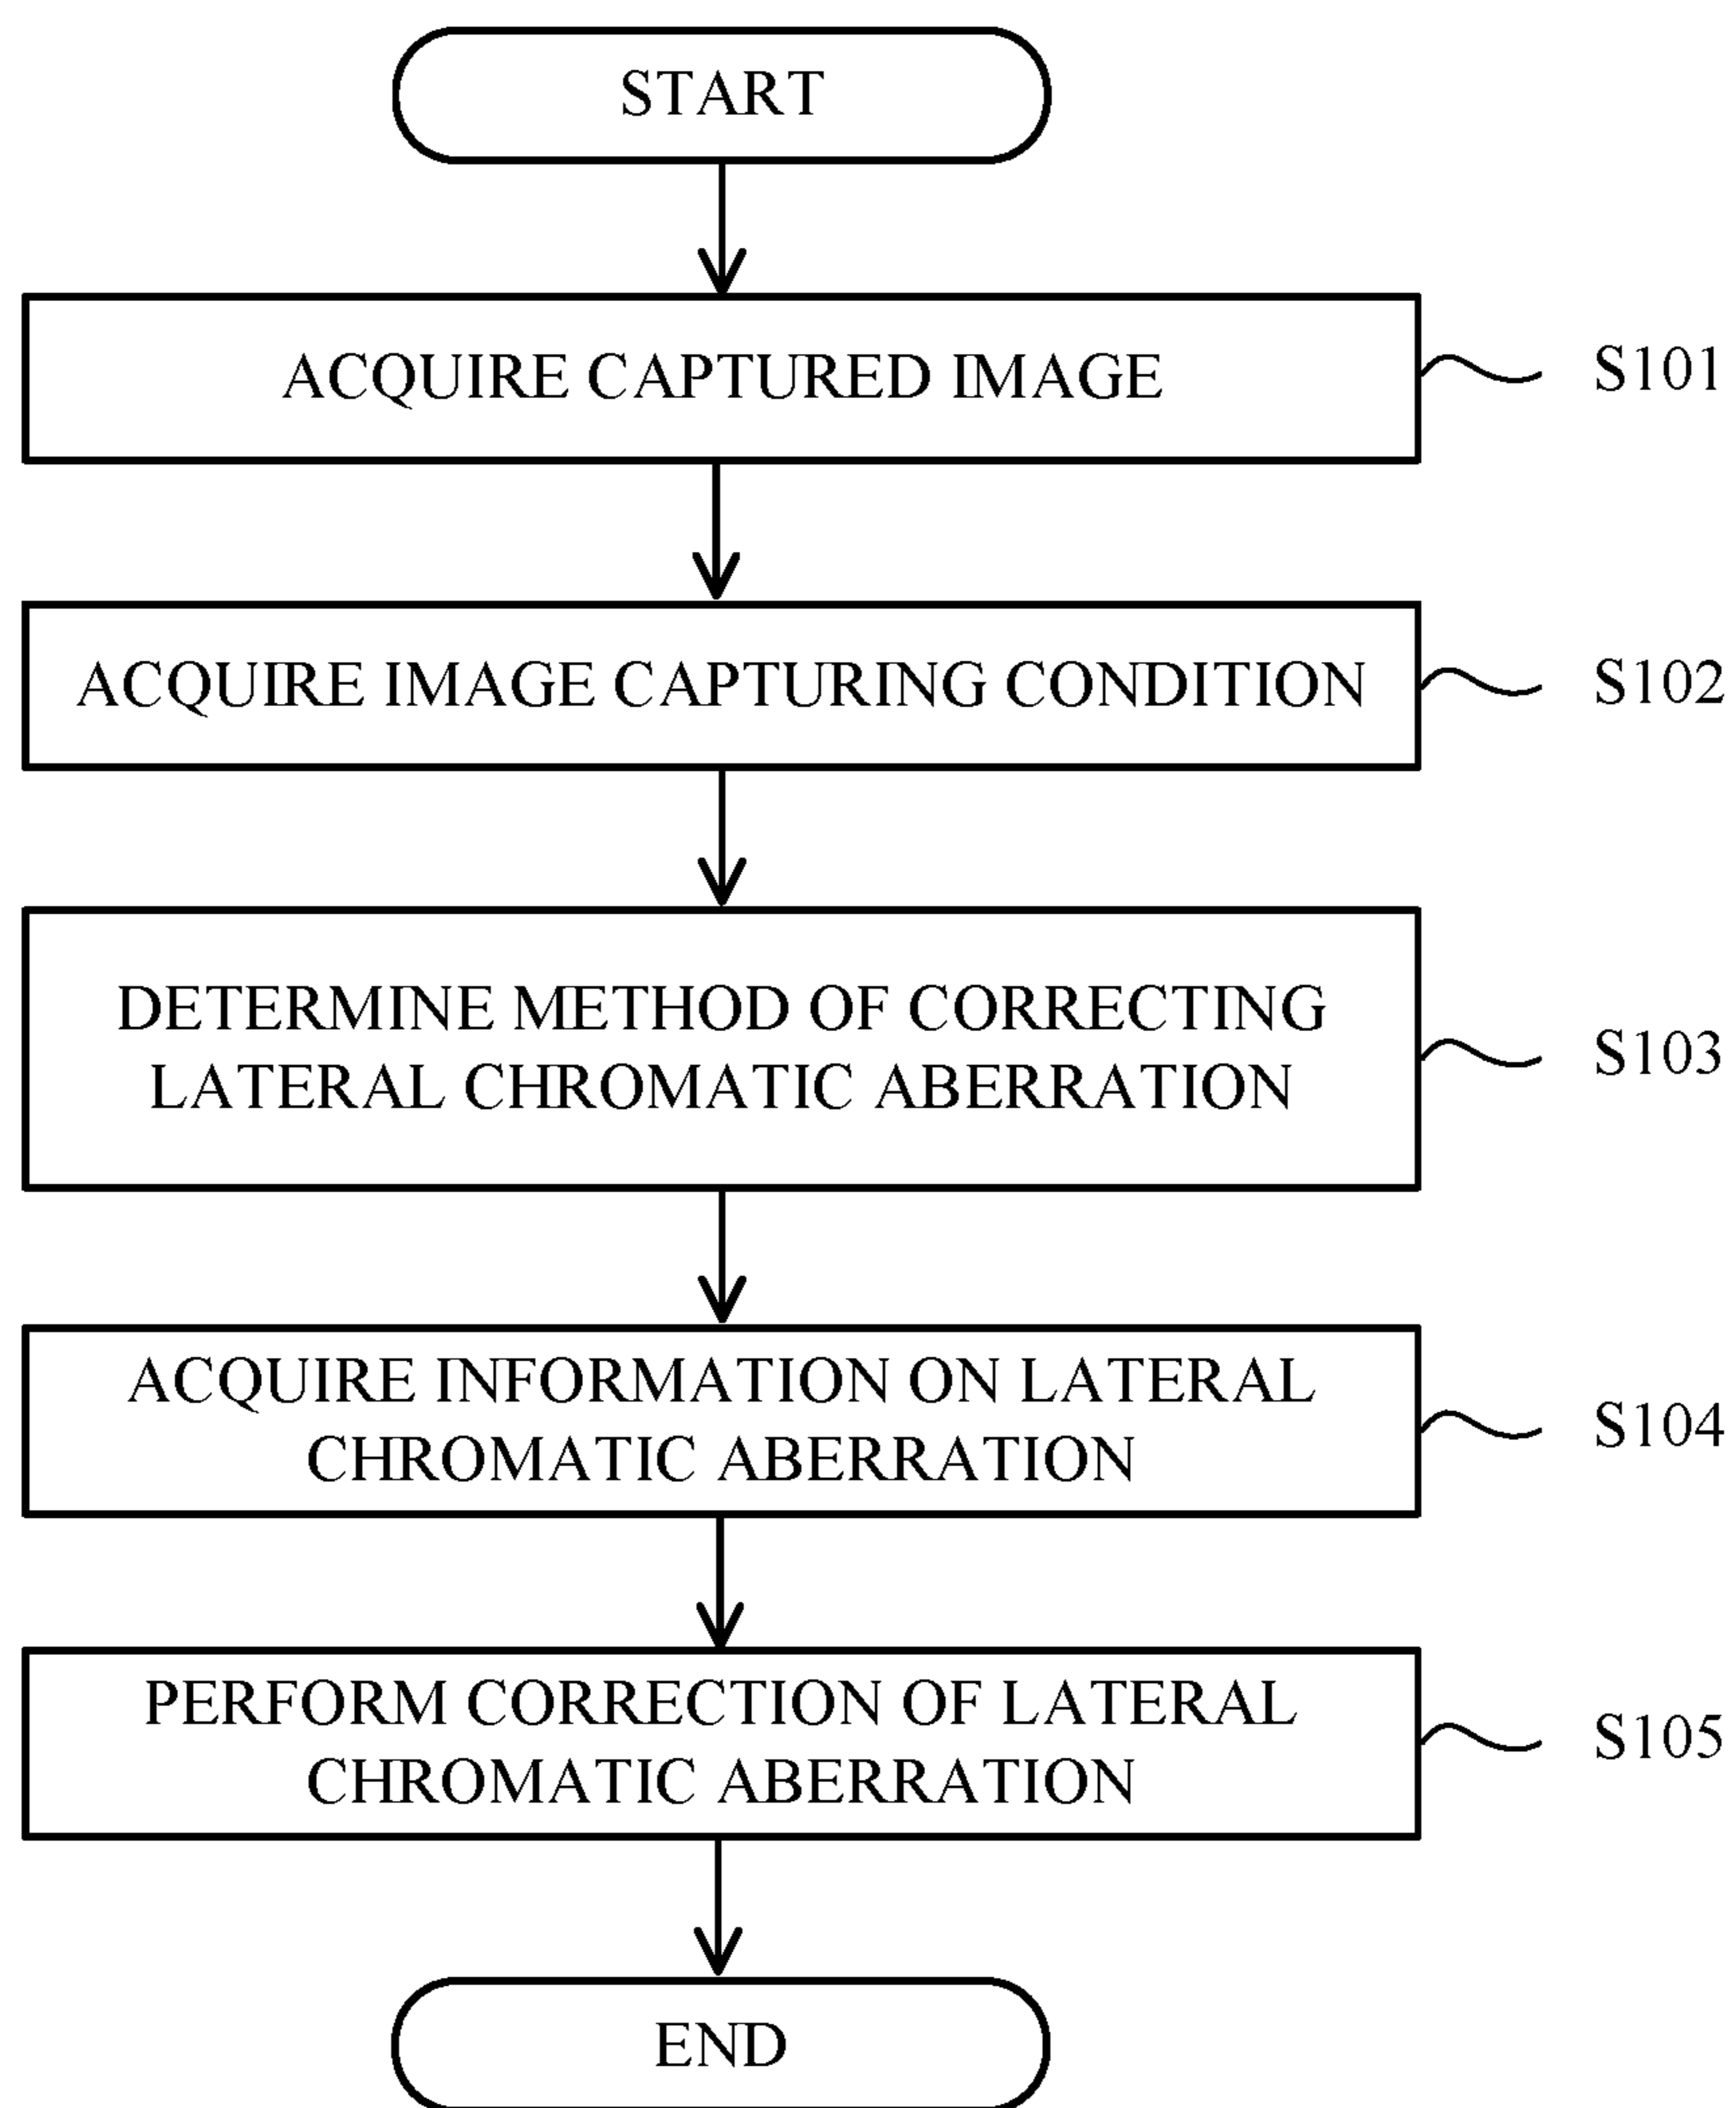 START
ACQUIRE CAPTURED IMAGE
S101
ACQUIRE IMAGE CAPTURING CONDITION
S102
DETERMINE METHOD OF CORRECTING
LATERAL CHROMATIC ABERRATION
S103
ACQUIRE INFORMATION ON LATERAL
CHROMATIC ABERRATION
S104
PERFORM CORRECTION OF LATERAL
CHROMATIC ABERRATION
S105
END